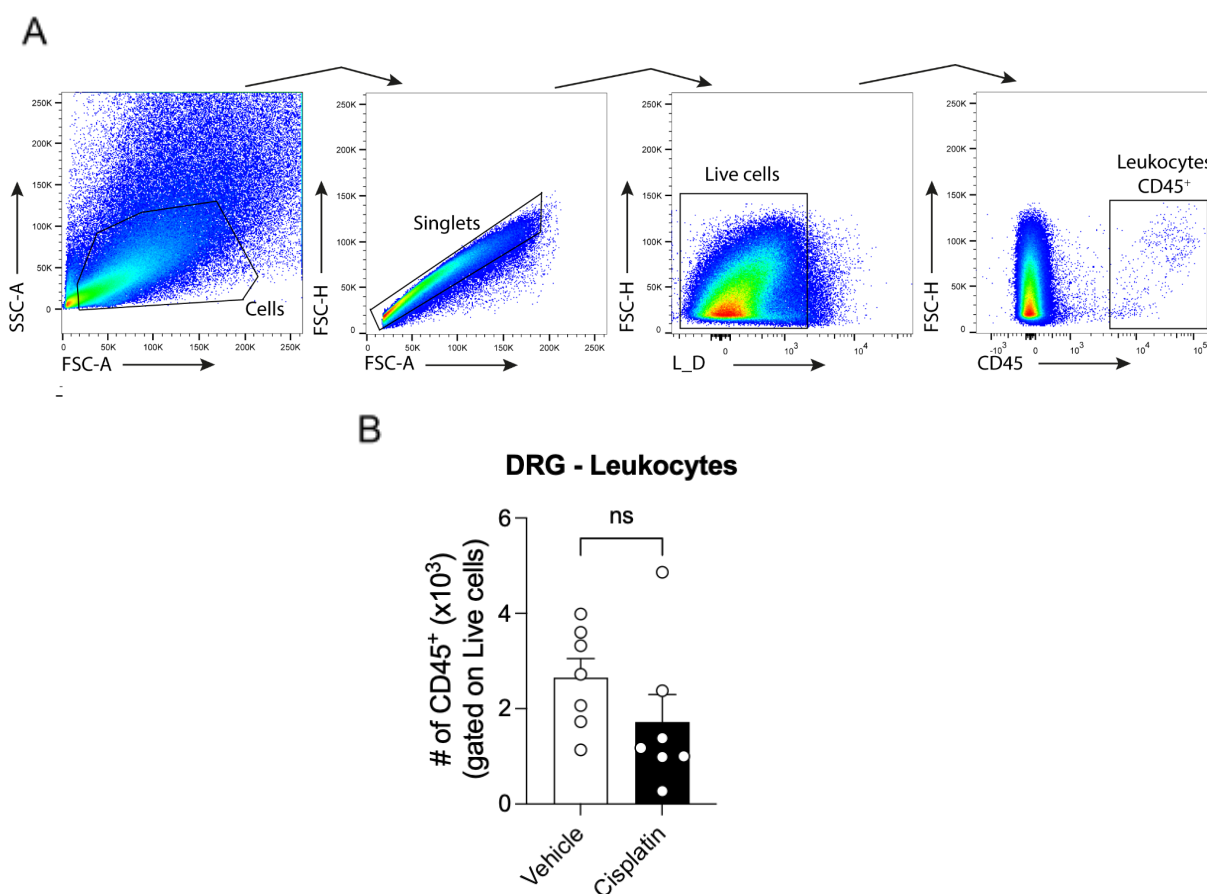 A
250K
200K
150K
100K
50K
0
SSC-A
Cells
0 50K 100K 150K 200K 250K
FSC-A
250K
200K
150K
100K
50K
0
FSC-H
Singlets
0 50K 100K 150K 200K 250K
FSC-A
250K
200K
150K
100K
50K
0
FSC-H
Live cells
0 10³ 10⁴
L_D
250K
200K
150K
100K
50K
0
FSC-H
Leukocytes
CD45⁺
-10³ 0 10³ 10⁴ 10⁵
CD45
B
DRG - Leukocytes
ns
6
4
2
0
# of CD45⁺ (x10³)
(gated on Live cells)
Vehicle
Cisplatin